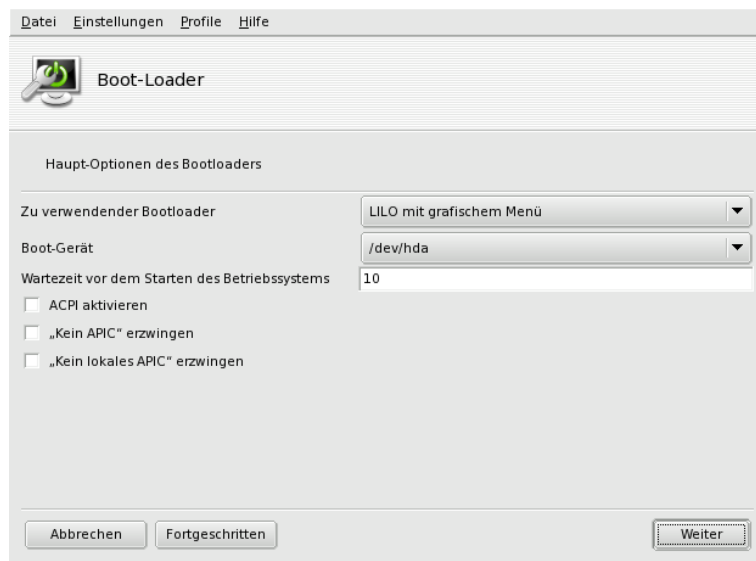 Datei Einstellungen Profile Hilfe
Boot-Loader
Haupt-Optionen des Bootloaders
Zu verwendender Bootloader LILO mit grafischem Menü
Boot-Gerät /dev/hda
Wartezeit vor dem Starten des Betriebssystems 10
ACPI aktivieren
„Kein APIC“ erzwingen
„Kein lokales APIC“ erzwingen
Abbrechen Fortgeschritten Weiter